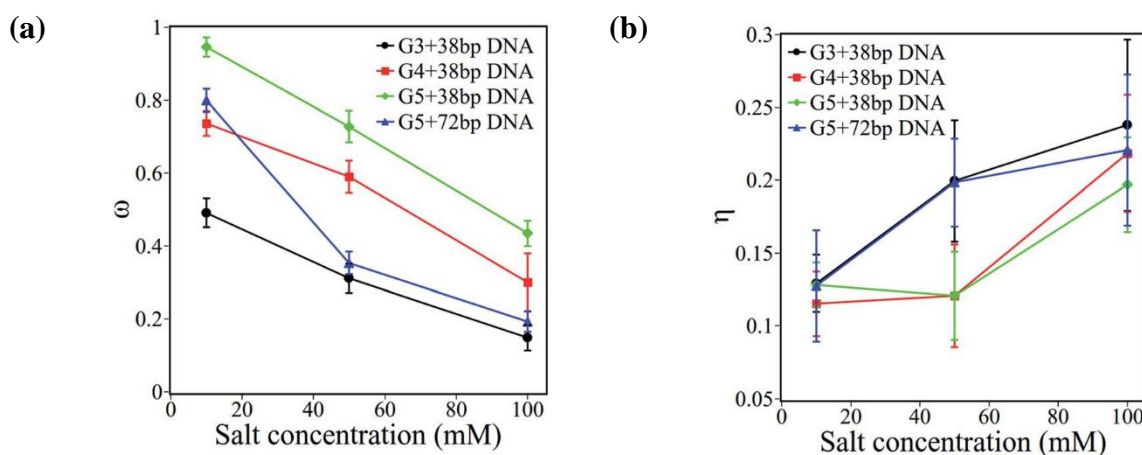 (a)
1
0.8
0.6
0.4
0.2
0
ω
G3+38bp DNA
G4+38bp DNA
G5+38bp DNA
G5+72bp DNA
0 20 40 60 80 100
Salt concentration (mM)
(b)
0.3
0.25
0.2
0.15
0.1
0.05
η
G3+38bp DNA
G4+38bp DNA
G5+38bp DNA
G5+72bp DNA
0 20 40 60 80 100
Salt concentration (mM)